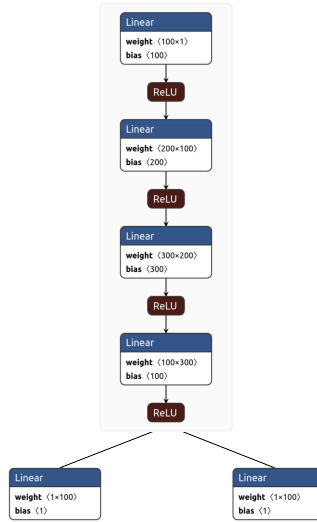 Linear
weight ⟨100×1⟩
bias ⟨100⟩
ReLU
Linear
weight ⟨200×100⟩
bias ⟨200⟩
ReLU
Linear
weight ⟨300×200⟩
bias ⟨300⟩
ReLU
Linear
weight ⟨100×300⟩
bias ⟨100⟩
ReLU
Linear
weight ⟨1×100⟩
bias ⟨1⟩
Linear
weight ⟨1×100⟩
bias ⟨1⟩